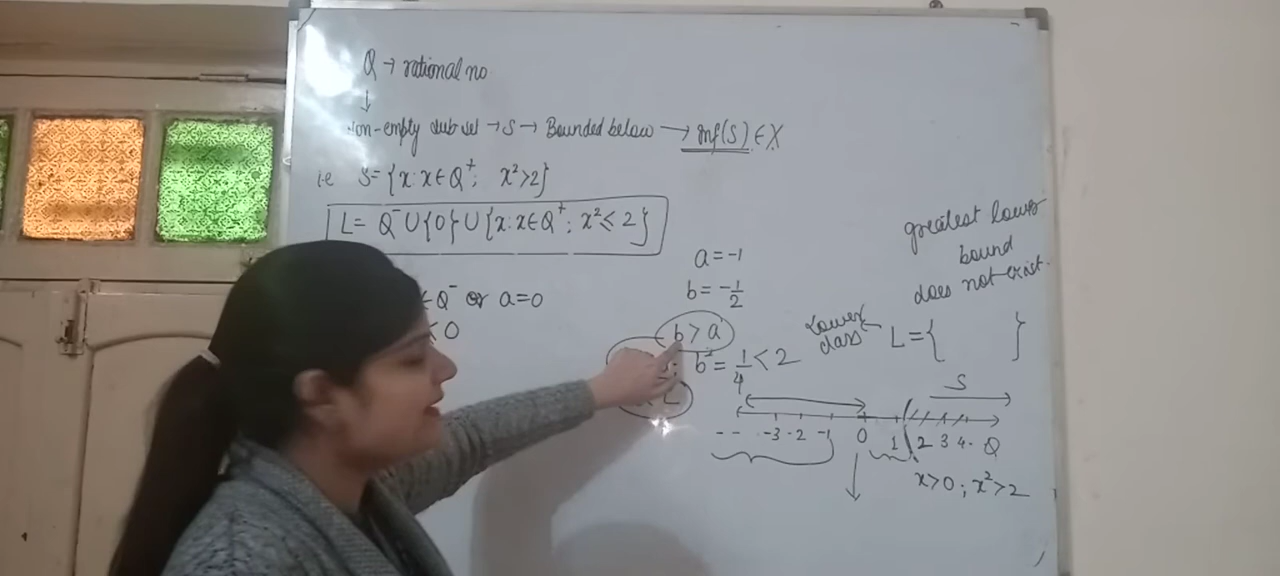 Q → rational no
↓
Non-empty sub set → S → Bounded below → inf(S) ∈ X
i.e S = {x: x ∈ Q⁺; x² > 2}
L = Q⁻ ∪ {0} ∪ {x: x ∈ Q⁺; x² ≤ 2}
Q⁻ or a = 0
< 0
a = -1
b = -1/2
b > a
b² = 1/4 < 2
L
greatest lower
bound
does not exist.
Lower
class
L = { }
S
-- -3 -2 -1 0 1 2 3 4. Q
x > 0 ; x² > 2